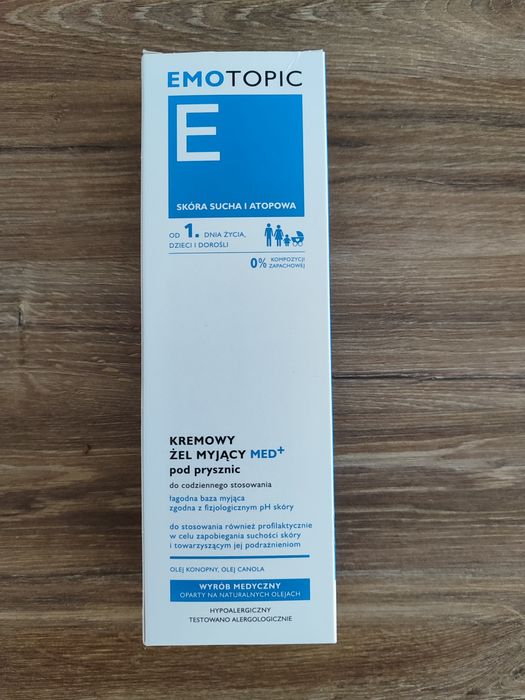 EMOTOPIC
E
SKÓRA SUCHA I ATOPOWA
OD 1. DNIA ŻYCIA,
DZIECI I DOROŚLI
0% KOMPOZYCJI
ZAPACHOWEJ
KREMOWY
ŻEL MYJĄCY MED+
pod prysznic
do codziennego stosowania
łagodna baza myjąca
zgodna z fizjologicznym pH skóry
do stosowania również profilaktycznie
w celu zapobiegania suchości skóry
i towarzyszącym jej podrażnieniom
OLEJ KONOPNY, OLEJ CANOLA
WYRÓB MEDYCZNY
OPARTY NA NATURALNYCH OLEJACH
HYPOALERGICZNY
TESTOWANO ALERGOLOGICZNIE